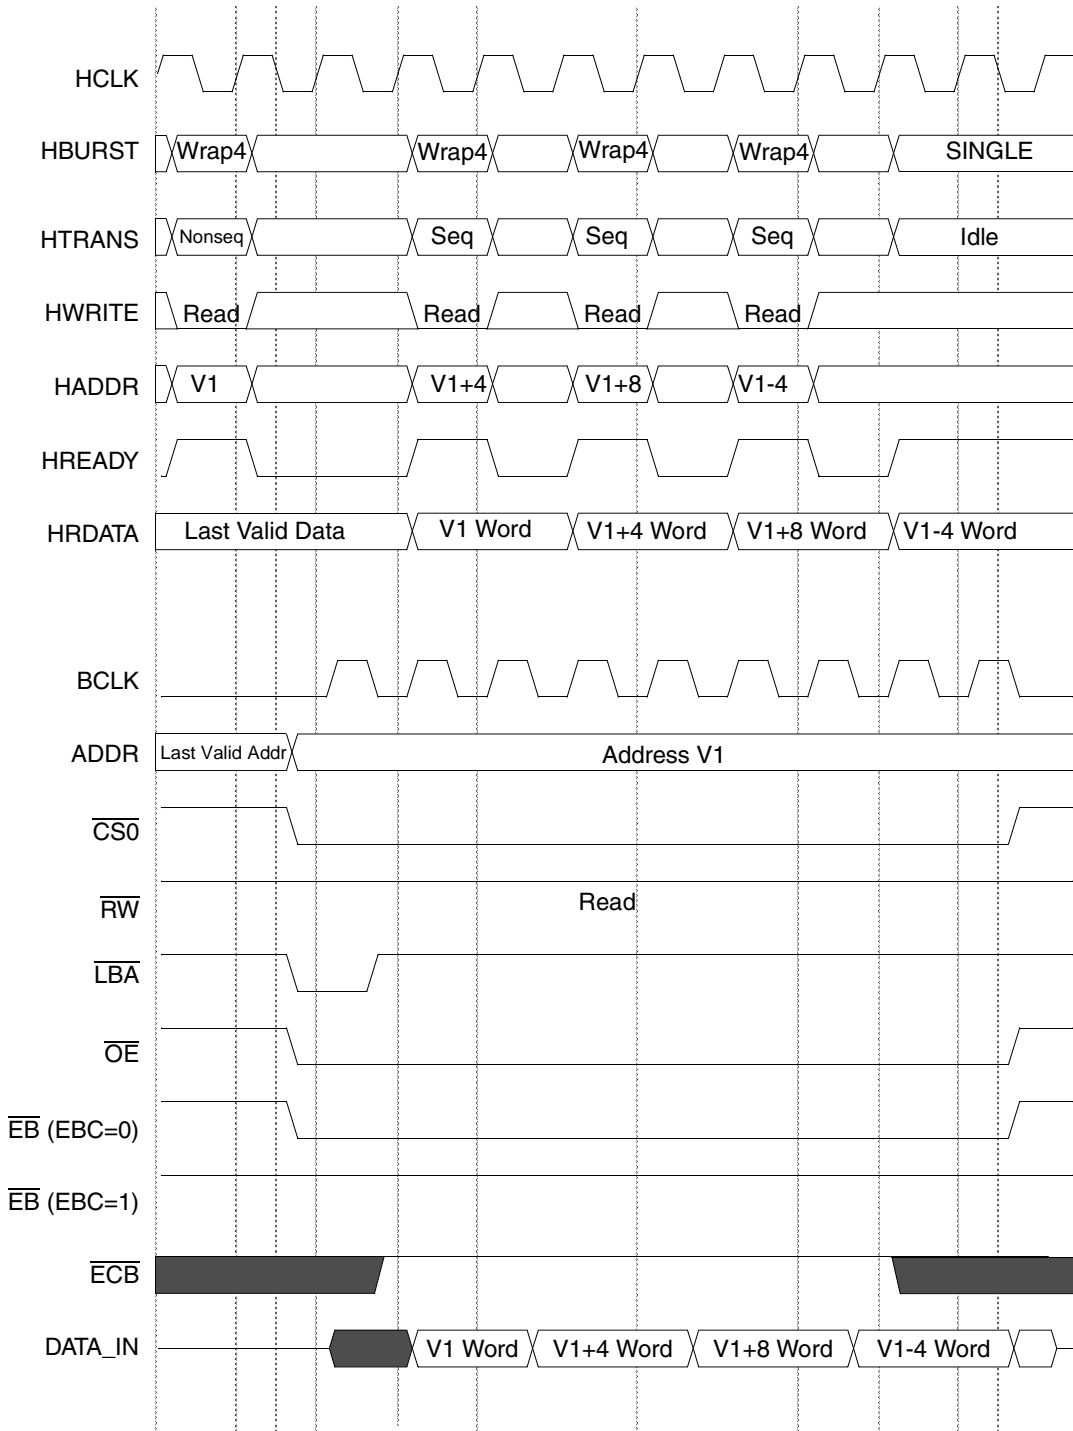 HCLK
HBURST Wrap4 Wrap4 Wrap4 Wrap4 SINGLE
HTRANS Nonseq Seq Seq Seq Idle
HWRITE Read Read Read Read
HADDR V1 V1+4 V1+8 V1-4
HREADY
HRDATA Last Valid Data V1 Word V1+4 Word V1+8 Word V1-4 Word
BCLK
ADDR Last Valid Addr Address V1
CS0
RW Read
LBA
OE
EB (EBC=0)
EB (EBC=1)
ECB
DATA_IN V1 Word V1+4 Word V1+8 Word V1-4 Word